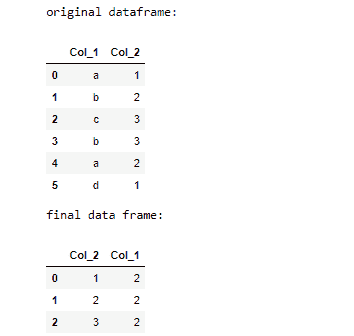 original dataframe:
Col_1 Col_2
0 a 1
1 b 2
2 c 3
3 b 3
4 a 2
5 d 1
final data frame:
Col_2 Col_1
0 1 2
1 2 2
2 3 2